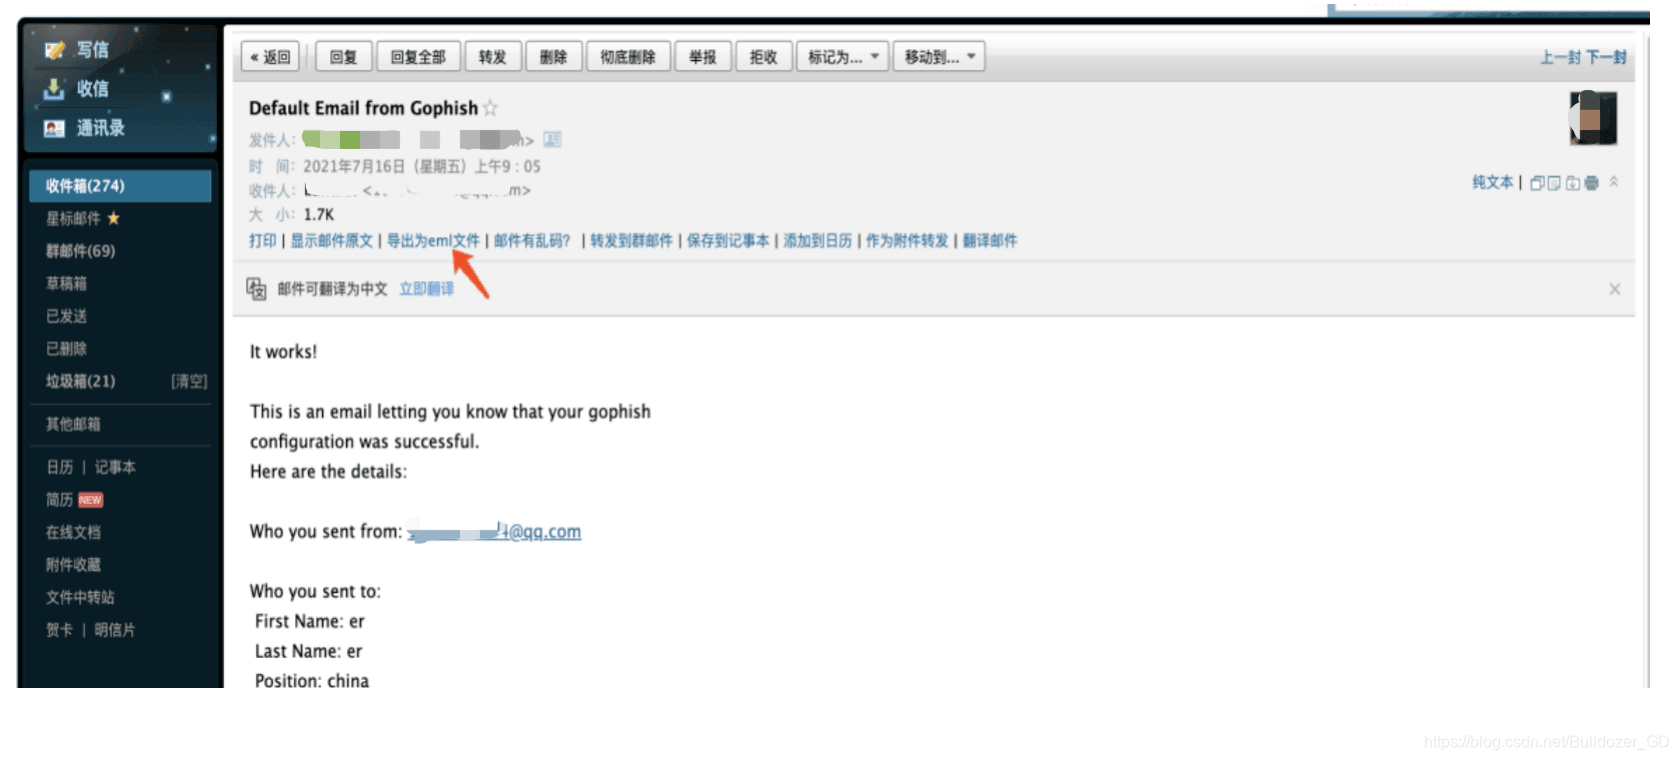 写信
收信
通讯录
收件箱(274)
星标邮件
群邮件(69)
草稿箱
已发送
已删除
垃圾箱(21) [清空]
其他邮箱
日历 | 记事本
简历 NEW
在线文档
附件收藏
文件中转站
贺卡 | 明信片
« 返回 回复 回复全部 转发 删除 彻底删除 举报 拒收 标记为... 移动到... 上一封 下一封
Default Email from Gophish
发件人:
时 间: 2021年7月16日（星期五）上午9：05
收件人:
大 小: 1.7K
纯文本 |
打印 | 显示邮件原文 | 导出为eml文件 | 邮件有乱码? | 转发到群邮件 | 保存到记事本 | 添加到日历 | 作为附件转发 | 翻译邮件
邮件可翻译为中文 立即翻译
It works!
This is an email letting you know that your gophish
configuration was successful.
Here are the details:
Who you sent from: @qq.com
Who you sent to:
First Name: er
Last Name: er
Position: china
https://blog.csdn.net/Bulldozer_GD